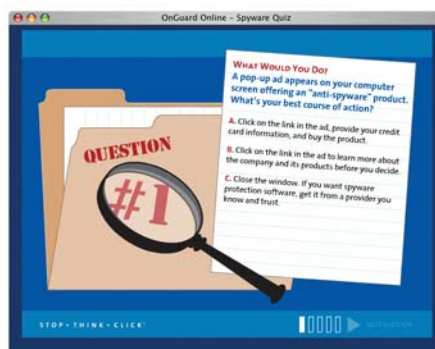 OnGuard Online - Spyware Quiz
WHAT WOULD YOU DO?
A pop-up ad appears on your computer
screen offering an "anti-spyware" product.
What's your best course of action?
A. Click on the link in the ad, provide your credit
card information, and buy the product.
B. Click on the link in the ad to learn more about
the company and its products before you decide.
C. Close the window. If you want spyware
protection software, get it from a provider you
know and trust.
QUESTION
#1
STOP • THINK • CLICK